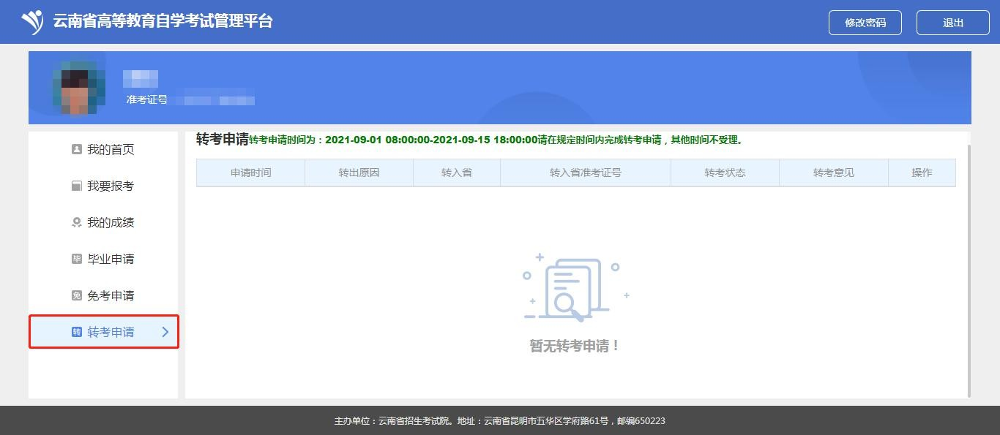 云南省高等教育自学考试管理平台
修改密码
退出
准考证号
我的首页
我要报考
我的成绩
毕 毕业申请
免 免考申请
转 转考申请
转考申请转考申请时间为：2021-09-01 08:00:00-2021-09-15 18:00:00请在规定时间内完成转考申请，其他时间不受理。
申请时间 转出原因 转入省 转入省准考证号 转考状态 转考意见 操作
暂无转考申请！
主办单位：云南省招生考试院。地址：云南省昆明市五华区学府路61号，邮编650223